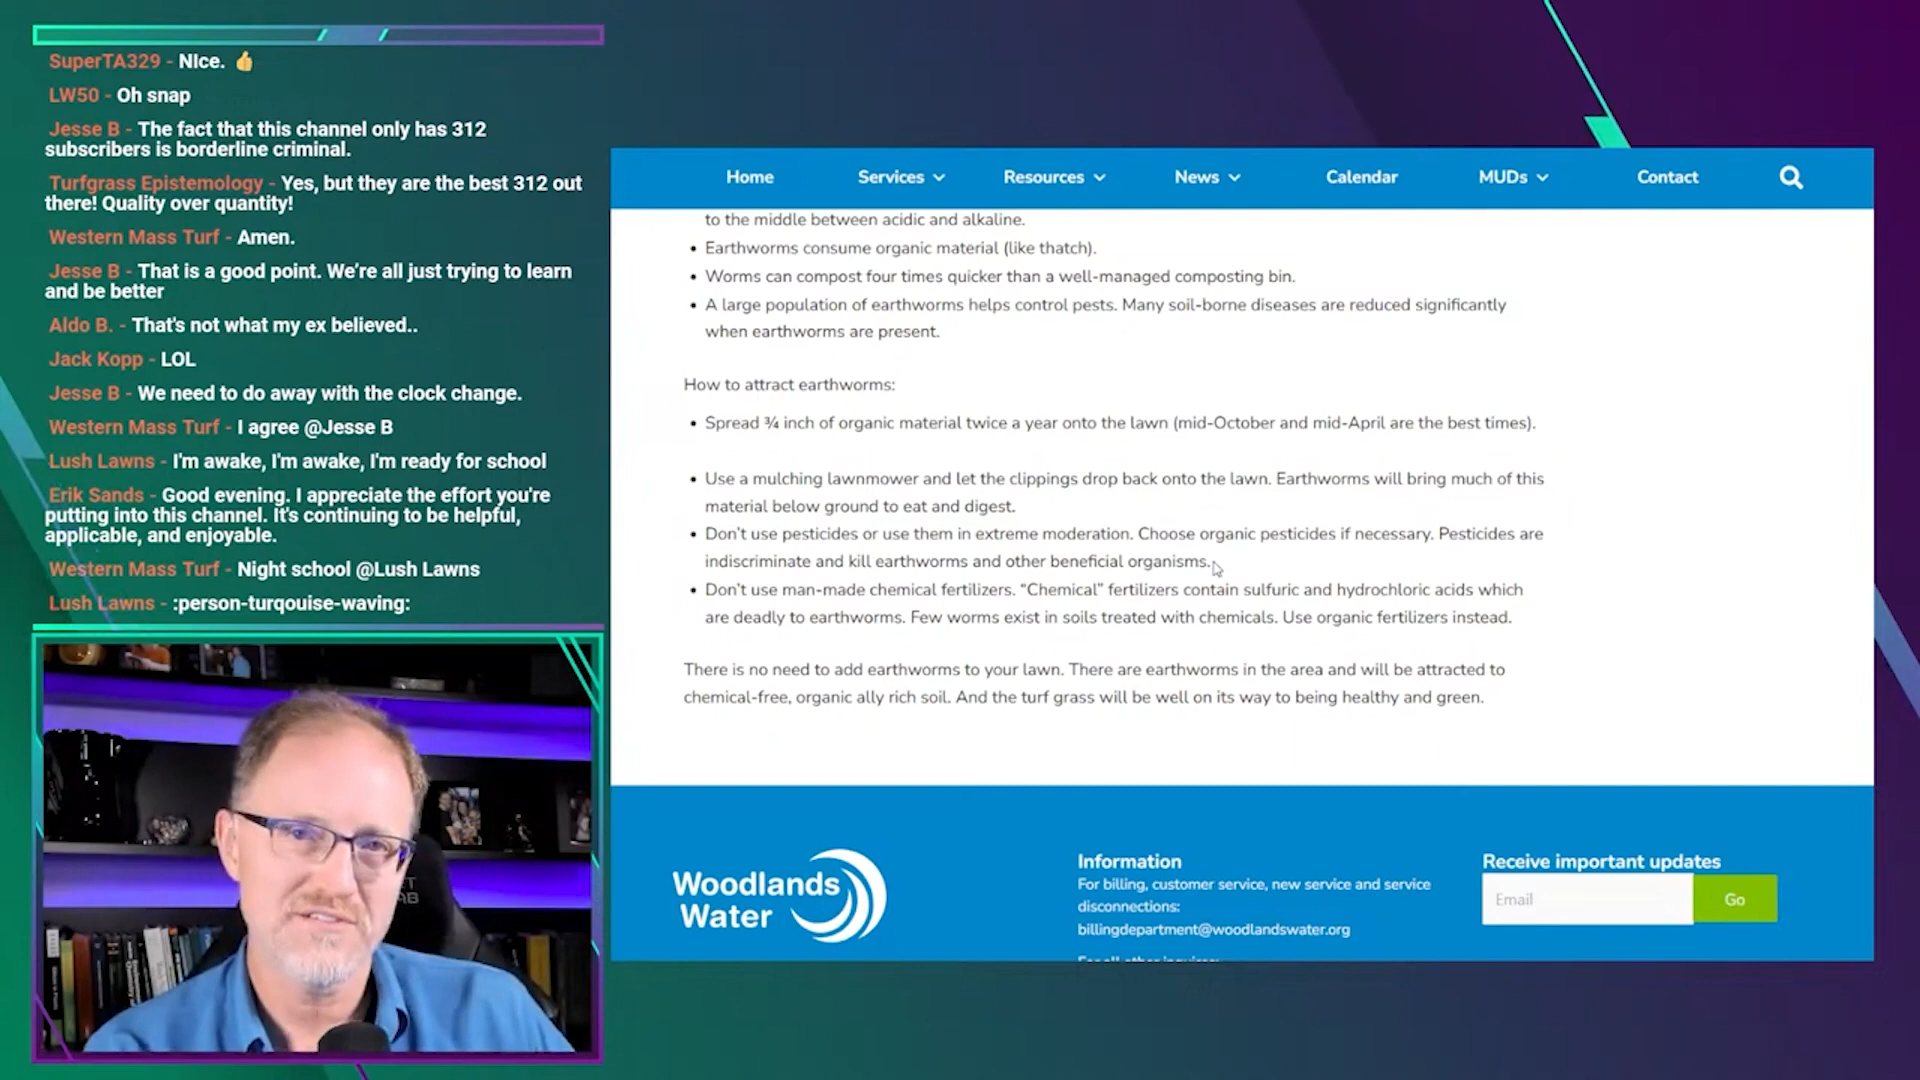 SuperTA329 - NIce. 👍
LW50 - Oh snap
Jesse B - The fact that this channel only has 312
subscribers is borderline criminal.
Turfgrass Epistemology - Yes, but they are the best 312 out
there! Quality over quantity!
Western Mass Turf - Amen.
Jesse B - That is a good point. We’re all just trying to learn
and be better
Aldo B. - That's not what my ex believed..
Jack Kopp - LOL
Jesse B - We need to do away with the clock change.
Western Mass Turf - I agree @Jesse B
Lush Lawns - I'm awake, I'm awake, I'm ready for school
Erik Sands - Good evening. I appreciate the effort you're
putting into this channel. It's continuing to be helpful,
applicable, and enjoyable.
Western Mass Turf - Night school @Lush Lawns
Lush Lawns - :person-turqouise-waving:
Home Services Resources News Calendar MUDs Contact
to the middle between acidic and alkaline.
• Earthworms consume organic material (like thatch).
• Worms can compost four times quicker than a well-managed composting bin.
• A large population of earthworms helps control pests. Many soil-borne diseases are reduced significantly
when earthworms are present.
How to attract earthworms:
• Spread ¾ inch of organic material twice a year onto the lawn (mid-October and mid-April are the best times).
• Use a mulching lawnmower and let the clippings drop back onto the lawn. Earthworms will bring much of this
material below ground to eat and digest.
• Don’t use pesticides or use them in extreme moderation. Choose organic pesticides if necessary. Pesticides are
indiscriminate and kill earthworms and other beneficial organisms.
• Don’t use man-made chemical fertilizers. “Chemical” fertilizers contain sulfuric and hydrochloric acids which
are deadly to earthworms. Few worms exist in soils treated with chemicals. Use organic fertilizers instead.
There is no need to add earthworms to your lawn. There are earthworms in the area and will be attracted to
chemical-free, organic ally rich soil. And the turf grass will be well on its way to being healthy and green.
Woodlands
Water
Information
For billing, customer service, new service and service
disconnections:
billingdepartment@woodlandswater.org
Receive important updates
Email
Go